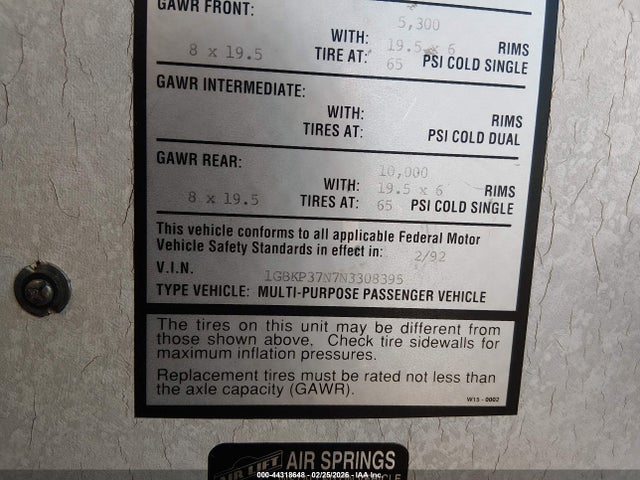 GAWR FRONT:
5,300
WITH: 19.5 x 6 RIMS
8 x 19.5 TIRE AT: 65 PSI COLD SINGLE
GAWR INTERMEDIATE:
WITH: RIMS
TIRES AT: PSI COLD DUAL
GAWR REAR:
10,000
WITH: 19.5 x 6 RIMS
8 x 19.5 TIRES AT: 65 PSI COLD SINGLE
This vehicle conforms to all applicable Federal Motor
Vehicle Safety Standards in effect in: 2/92
V.I.N. 1GBKP37N7N3308395
TYPE VEHICLE: MULTI-PURPOSE PASSENGER VEHICLE
The tires on this unit may be different from
those shown above. Check tire sidewalls for
maximum inflation pressures.
Replacement tires must be rated not less than
the axle capacity (GAWR).
W15 - 0002
AIR LIFT AIR SPRINGS
000-44318648 - 02/25/2026 - IAA Inc.